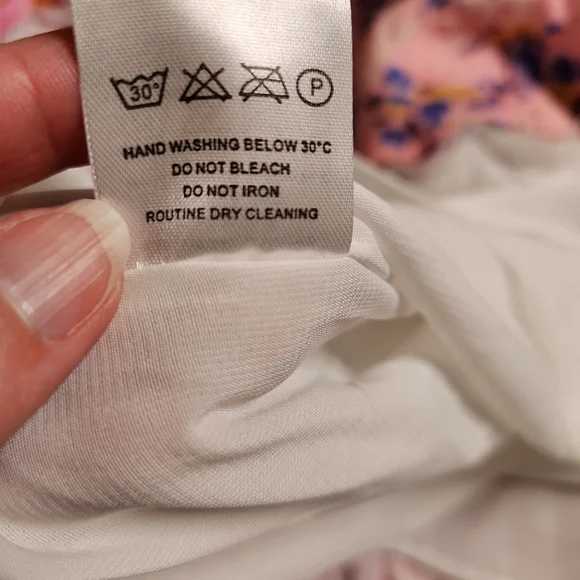 30° P
HAND WASHING BELOW 30°C
DO NOT BLEACH
DO NOT IRON
ROUTINE DRY CLEANING